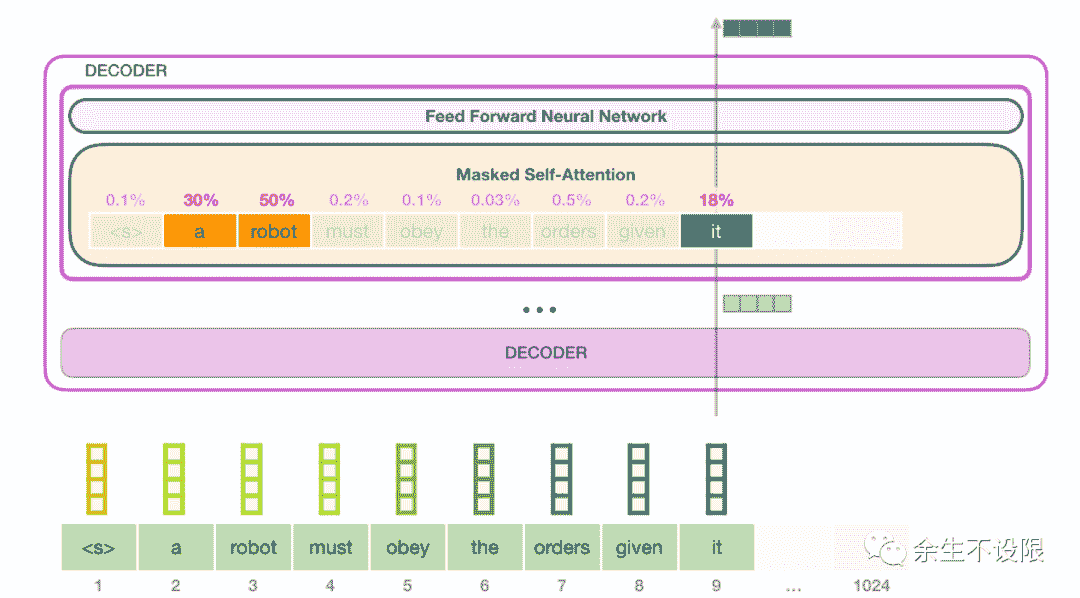 DECODER
Feed Forward Neural Network
Masked Self-Attention
0.1% 30% 50% 0.2% 0.1% 0.03% 0.5% 0.2% 18%
<s> a robot must obey the orders given it
...
DECODER
<s> a robot must obey the orders given it
余生不设限
1 2 3 4 5 6 7 8 9 ... 1024